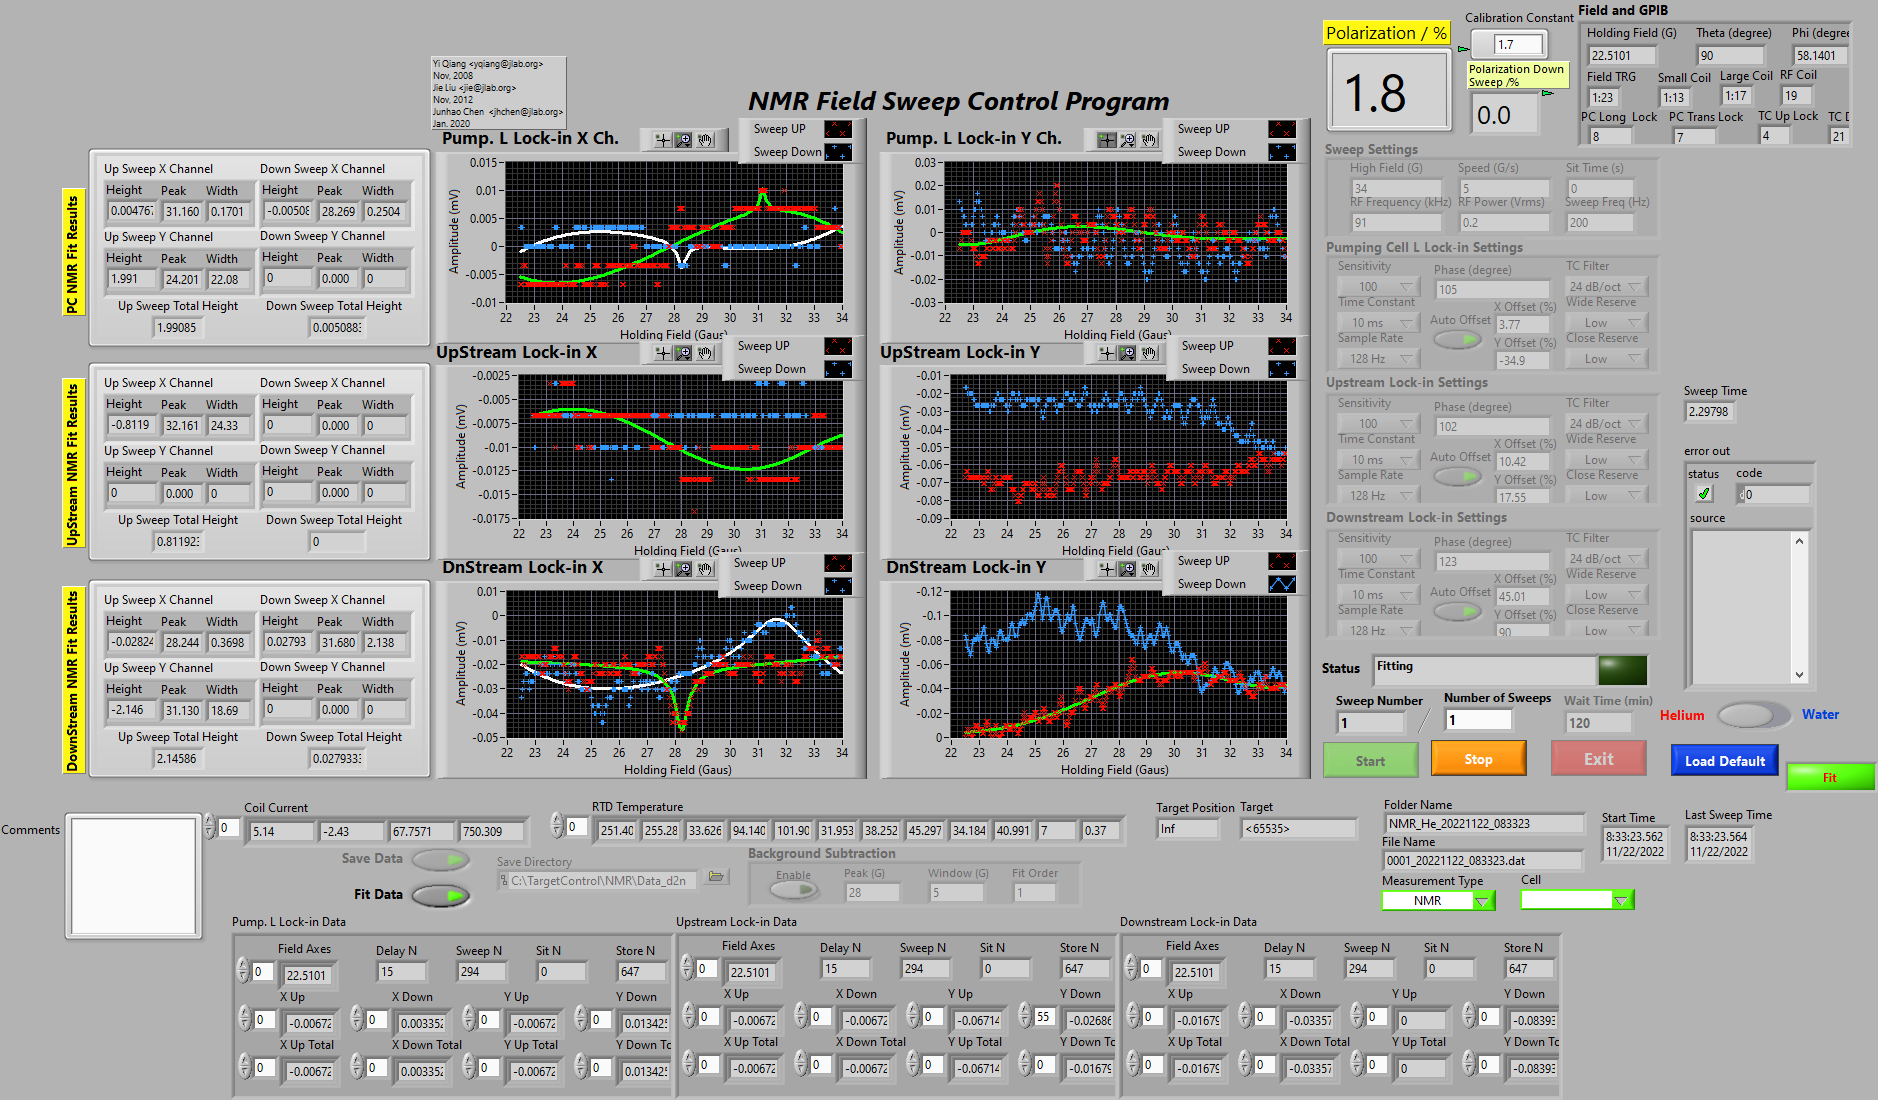 Yi Qiang <yqiang@jlab.org>
Nov, 2008
Jie Liu <jie@jlab.org>
Nov, 2012
Junhao Chen <jhchen@jlab.org>
Jan. 2020
NMR Field Sweep Control Program
Polarization / %
1.8
Calibration Constant
1.7
Polarization Down
Sweep /%
0.0
Field and GPIB
Holding Field (G) Theta (degree) Phi (degree
22.5101 90 58.1401
Field TRG Small Coil Large Coil RF Coil
1:23 1:13 1:17 19
PC Long Lock PC Trans Lock TC Up Lock TC D
8 7 4 21
PC NMR Fit Results
Up Sweep X Channel Down Sweep X Channel
Height Peak Width Height Peak Width
0.004767 31.160 0.1701 -0.00508 28.269 0.2504
Up Sweep Y Channel Down Sweep Y Channel
Height Peak Width Height Peak Width
1.991 24.201 22.08 0 0.000 0
Up Sweep Total Height Down Sweep Total Height
1.99085 0.005088
UpStream NMR Fit Results
Up Sweep X Channel Down Sweep X Channel
Height Peak Width Height Peak Width
-0.8119 32.161 24.33 0 0.000 0
Up Sweep Y Channel Down Sweep Y Channel
Height Peak Width Height Peak Width
0 0.000 0 0 0.000 0
Up Sweep Total Height Down Sweep Total Height
0.81192 0
DownStream NMR Fit Results
Up Sweep X Channel Down Sweep X Channel
Height Peak Width Height Peak Width
-0.02824 28.244 0.3698 0.02793 31.680 2.138
Up Sweep Y Channel Down Sweep Y Channel
Height Peak Width Height Peak Width
-2.146 31.130 18.69 0 0.000 0
Up Sweep Total Height Down Sweep Total Height
2.14586 0.027933
Pump. L Lock-in X Ch.
Sweep UP
Sweep Down
Amplitude (mV)
0.015
0.01
0.005
0
-0.005
-0.01
22 23 24 25 26 27 28 29 30 31 32 33 34
Holding Field (Gaus)
Pump. L Lock-in Y Ch.
Sweep UP
Sweep Down
Amplitude (mV)
0.03
0.02
0.01
0
-0.01
-0.02
-0.03
22 23 24 25 26 27 28 29 30 31 32 33 34
Holding Field (Gaus)
UpStream Lock-in X
Sweep UP
Sweep Down
Amplitude (mV)
-0.0025
-0.005
-0.0075
-0.01
-0.0125
-0.015
-0.0175
22 23 24 25 26 27 28 29 30 31 32 33 34
Holding Field (Gaus)
UpStream Lock-in Y
Sweep UP
Sweep Down
Amplitude (mV)
-0.01
-0.02
-0.03
-0.04
-0.05
-0.06
-0.07
-0.08
-0.09
22 23 24 25 26 27 28 29 30 31 32 33 34
Holding Field (Gaus)
DnStream Lock-in X
Sweep UP
Sweep Down
Amplitude (mV)
0.01
0
-0.01
-0.02
-0.03
-0.04
-0.05
22 23 24 25 26 27 28 29 30 31 32 33 34
Holding Field (Gaus)
DnStream Lock-in Y
Sweep UP
Sweep Down
Amplitude (mV)
-0.12
-0.1
-0.08
-0.06
-0.04
-0.02
0
22 23 24 25 26 27 28 29 30 31 32 33 34
Holding Field (Gaus)
Sweep Settings
High Field (G) Speed (G/s) Sit Time (s)
34 5 0
RF Frequency (kHz) RF Power (Vrms) Sweep Freq (Hz)
91 0.2 200
Pumping Cell L Lock-in Settings
Sensitivity Phase (degree) TC Filter
100 105 24 dB/oct
Time Constant X Offset (%) Wide Reserve
10 ms Auto Offset 3.77 Low
Sample Rate Y Offset (%) Close Reserve
128 Hz -34.9 Low
Upstream Lock-in Settings
Sensitivity Phase (degree) TC Filter
100 102 24 dB/oct
Time Constant X Offset (%) Wide Reserve
10 ms Auto Offset 10.42 Low
Sample Rate Y Offset (%) Close Reserve
128 Hz 17.55 Low
Downstream Lock-in Settings
Sensitivity Phase (degree) TC Filter
100 123 24 dB/oct
Time Constant X Offset (%) Wide Reserve
10 ms Auto Offset 45.01 Low
Sample Rate Y Offset (%) Close Reserve
128 Hz 90 Low
Sweep Time
2.29798
error out
status code
0
source
Status Fitting
Sweep Number Number of Sweeps Wait Time (min)
1 / 1 120
Helium Water
Start Stop Exit Load Default
Fit
Comments
Coil Current
0 5.14 -2.43 67.7571 750.309
RTD Temperature
0 251.40 255.28 33.626 94.140 101.90 31.953 38.252 45.297 34.184 40.991 7 0.37
Target Position Target
Inf <65535>
Folder Name
NMR_He_20221122_083323
File Name
0001_20221122_083323.dat
Measurement Type Cell
NMR
Start Time
8:33:23.562
11/22/2022
Last Sweep Time
8:33:23.564
11/22/2022
Save Data
Fit Data
Save Directory
C:\TargetControl\NMR\Data_d2n
Background Subtraction
Enable Peak (G) Window (G) Fit Order
28 5 1
Pump. L Lock-in Data
Field Axes Delay N Sweep N Sit N Store N
0 22.5101 15 294 0 647
X Up X Down Y Up Y Down
0 -0.00672 0 0.003352 0 -0.00672 0 0.01342
X Up Total X Down Total Y Up Total Y Down To
0 -0.00672 0 0.003352 0 -0.00672 0 0.01342
Upstream Lock-in Data
Field Axes Delay N Sweep N Sit N Store N
0 22.5101 15 294 0 647
X Up X Down Y Up Y Down
0 -0.00672 0 -0.00672 0 -0.06714 55 -0.02686
X Up Total X Down Total Y Up Total Y Down To
0 -0.00672 0 -0.00672 0 -0.06714 0 -0.01679
Downstream Lock-in Data
Field Axes Delay N Sweep N Sit N Store N
0 22.5101 15 294 0 647
X Up X Down Y Up Y Down
0 -0.01679 0 -0.03357 0 0 0 -0.08393
X Up Total X Down Total Y Up Total Y Down To
0 -0.01679 0 -0.03357 0 0 0 -0.08393